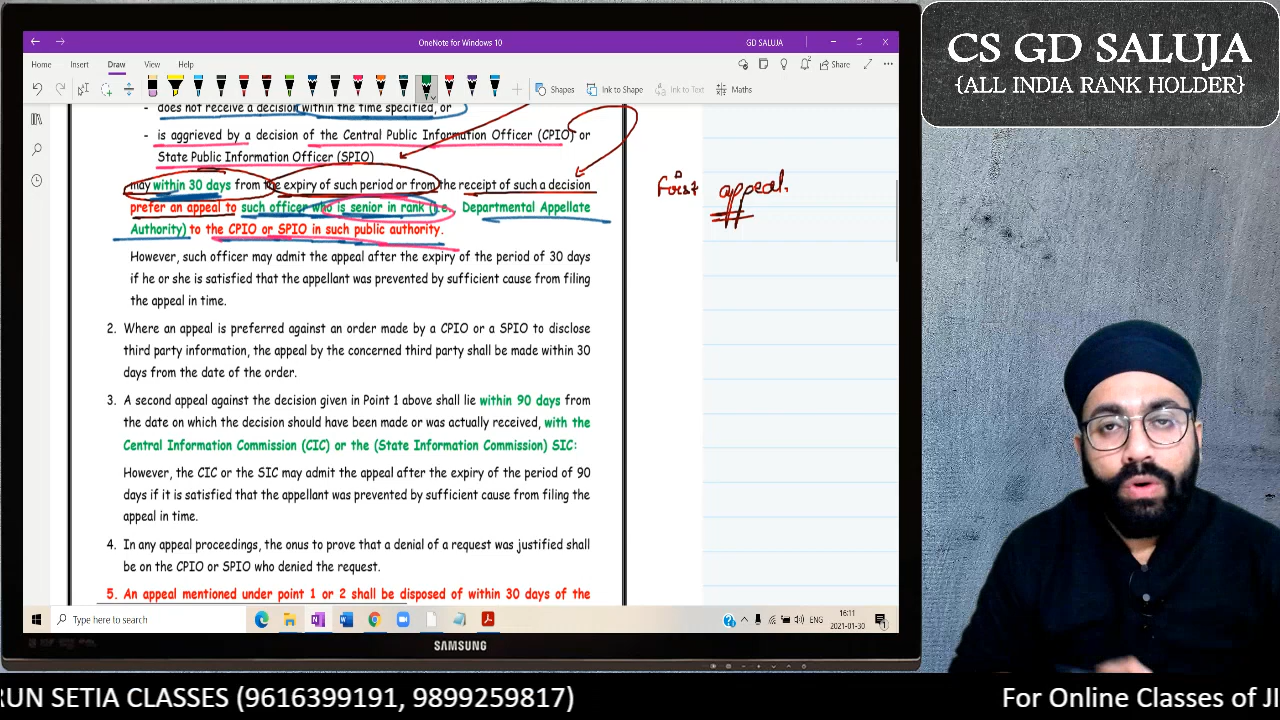 OneNote for Windows 10
GD SALUJA
Home Insert Draw View Help
Share
Shapes Ink to Shape Ink to Text Maths
does not receive a decision within the time specified, or
- is aggrieved by a decision of the Central Public Information Officer (CPIO) or
State Public Information Officer (SPIO)
may within 30 days from the expiry of such period or from the receipt of such a decision
prefer an appeal to such officer who is senior in rank (i.e. Departmental Appellate
Authority) to the CPIO or SPIO in such public authority.
However, such officer may admit the appeal after the expiry of the period of 30 days
if he or she is satisfied that the appellant was prevented by sufficient cause from filing
the appeal in time.
2. Where an appeal is preferred against an order made by a CPIO or a SPIO to disclose
third party information, the appeal by the concerned third party shall be made within 30
days from the date of the order.
3. A second appeal against the decision given in Point 1 above shall lie within 90 days from
the date on which the decision should have been made or was actually received, with the
Central Information Commission (CIC) or the (State Information Commission) SIC:
However, the CIC or the SIC may admit the appeal after the expiry of the period of 90
days if it is satisfied that the appellant was prevented by sufficient cause from filing the
appeal in time.
4. In any appeal proceedings, the onus to prove that a denial of a request was justified shall
be on the CPIO or SPIO who denied the request.
5. An appeal mentioned under point 1 or 2 shall be disposed of within 30 days of the
First appeal.
CS GD SALUJA
{ALL INDIA RANK HOLDER}
Type here to search
ENG
16:11
2021-01-30
SAMSUNG
RUN SETIA CLASSES (9616399191, 9899259817)
For Online Classes of JI